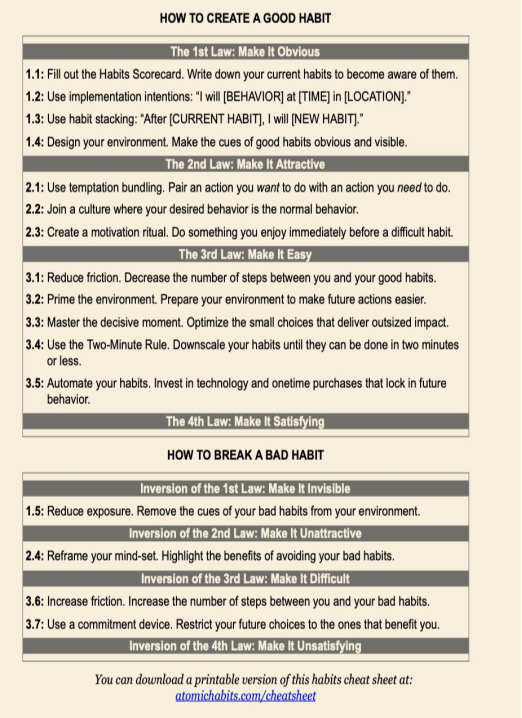 HOW TO CREATE A GOOD HABIT
The 1st Law: Make It Obvious
1.1: Fill out the Habits Scorecard. Write down your current habits to become aware of them.
1.2: Use implementation intentions: “I will [BEHAVIOR] at [TIME] in [LOCATION].”
1.3: Use habit stacking: “After [CURRENT HABIT], I will [NEW HABIT].”
1.4: Design your environment. Make the cues of good habits obvious and visible.
The 2nd Law: Make It Attractive
2.1: Use temptation bundling. Pair an action you want to do with an action you need to do.
2.2: Join a culture where your desired behavior is the normal behavior.
2.3: Create a motivation ritual. Do something you enjoy immediately before a difficult habit.
The 3rd Law: Make It Easy
3.1: Reduce friction. Decrease the number of steps between you and your good habits.
3.2: Prime the environment. Prepare your environment to make future actions easier.
3.3: Master the decisive moment. Optimize the small choices that deliver outsized impact.
3.4: Use the Two-Minute Rule. Downscale your habits until they can be done in two minutes
or less.
3.5: Automate your habits. Invest in technology and onetime purchases that lock in future
behavior.
The 4th Law: Make It Satisfying
HOW TO BREAK A BAD HABIT
Inversion of the 1st Law: Make It Invisible
1.5: Reduce exposure. Remove the cues of your bad habits from your environment.
Inversion of the 2nd Law: Make It Unattractive
2.4: Reframe your mind-set. Highlight the benefits of avoiding your bad habits.
Inversion of the 3rd Law: Make It Difficult
3.6: Increase friction. Increase the number of steps between you and your bad habits.
3.7: Use a commitment device. Restrict your future choices to the ones that benefit you.
Inversion of the 4th Law: Make It Unsatisfying
You can download a printable version of this habits cheat sheet at:
atomichabits.com/cheatsheet